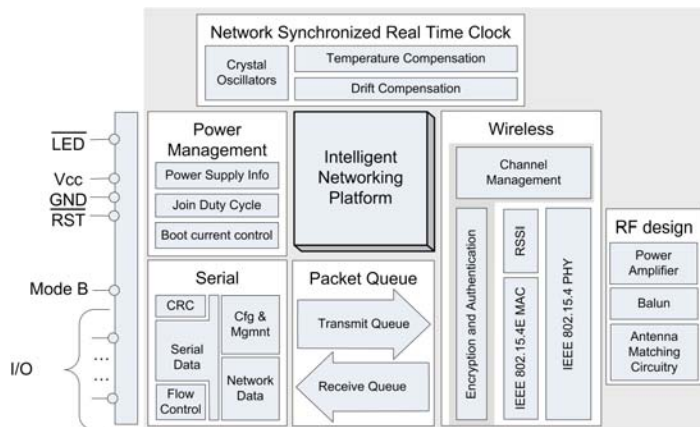 Network Synchronized Real Time Clock
Crystal
Oscillators
Temperature Compensation
Drift Compensation
LED
Vcc
GND
RST
Mode B
I/O
...
...
Power
Management
Power Supply Info
Join Duty Cycle
Boot current control
Intelligent
Networking
Platform
Wireless
Channel
Management
Encryption and Authentication
RSSI
IEEE 802.15.4E MAC
IEEE 802.15.4 PHY
RF design
Power
Amplifier
Balun
Antenna
Matching
Circuitry
Serial
CRC
Serial
Data
Flow
Control
Cfg &
Mgmnt
Network
Data
Packet Queue
Transmit Queue
Receive Queue